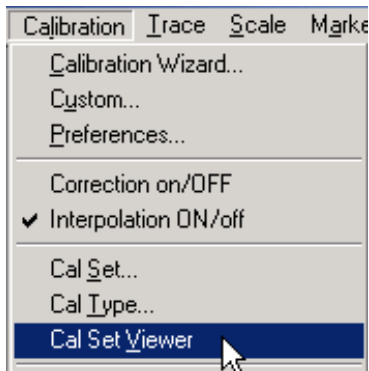 Calibration Trace Scale Marke
Calibration Wizard...
Custom...
Preferences...
Correction on/OFF
Interpolation ON/off
Cal Set...
Cal Type...
Cal Set Viewer